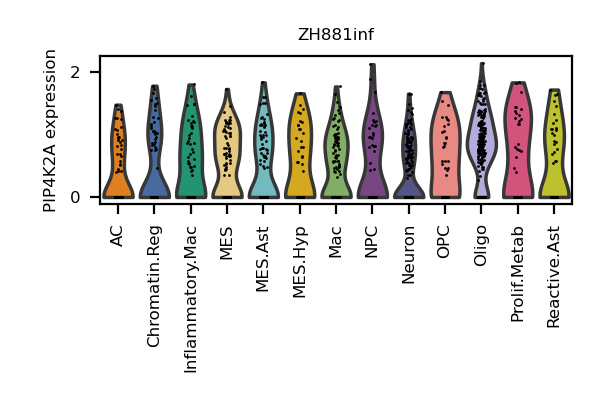 ZH881inf
PIP4K2A expression
2
0
AC
Chromatin.Reg
Inflammatory.Mac
MES
MES.Ast
MES.Hyp
Mac
NPC
Neuron
OPC
Oligo
Prolif.Metab
Reactive.Ast